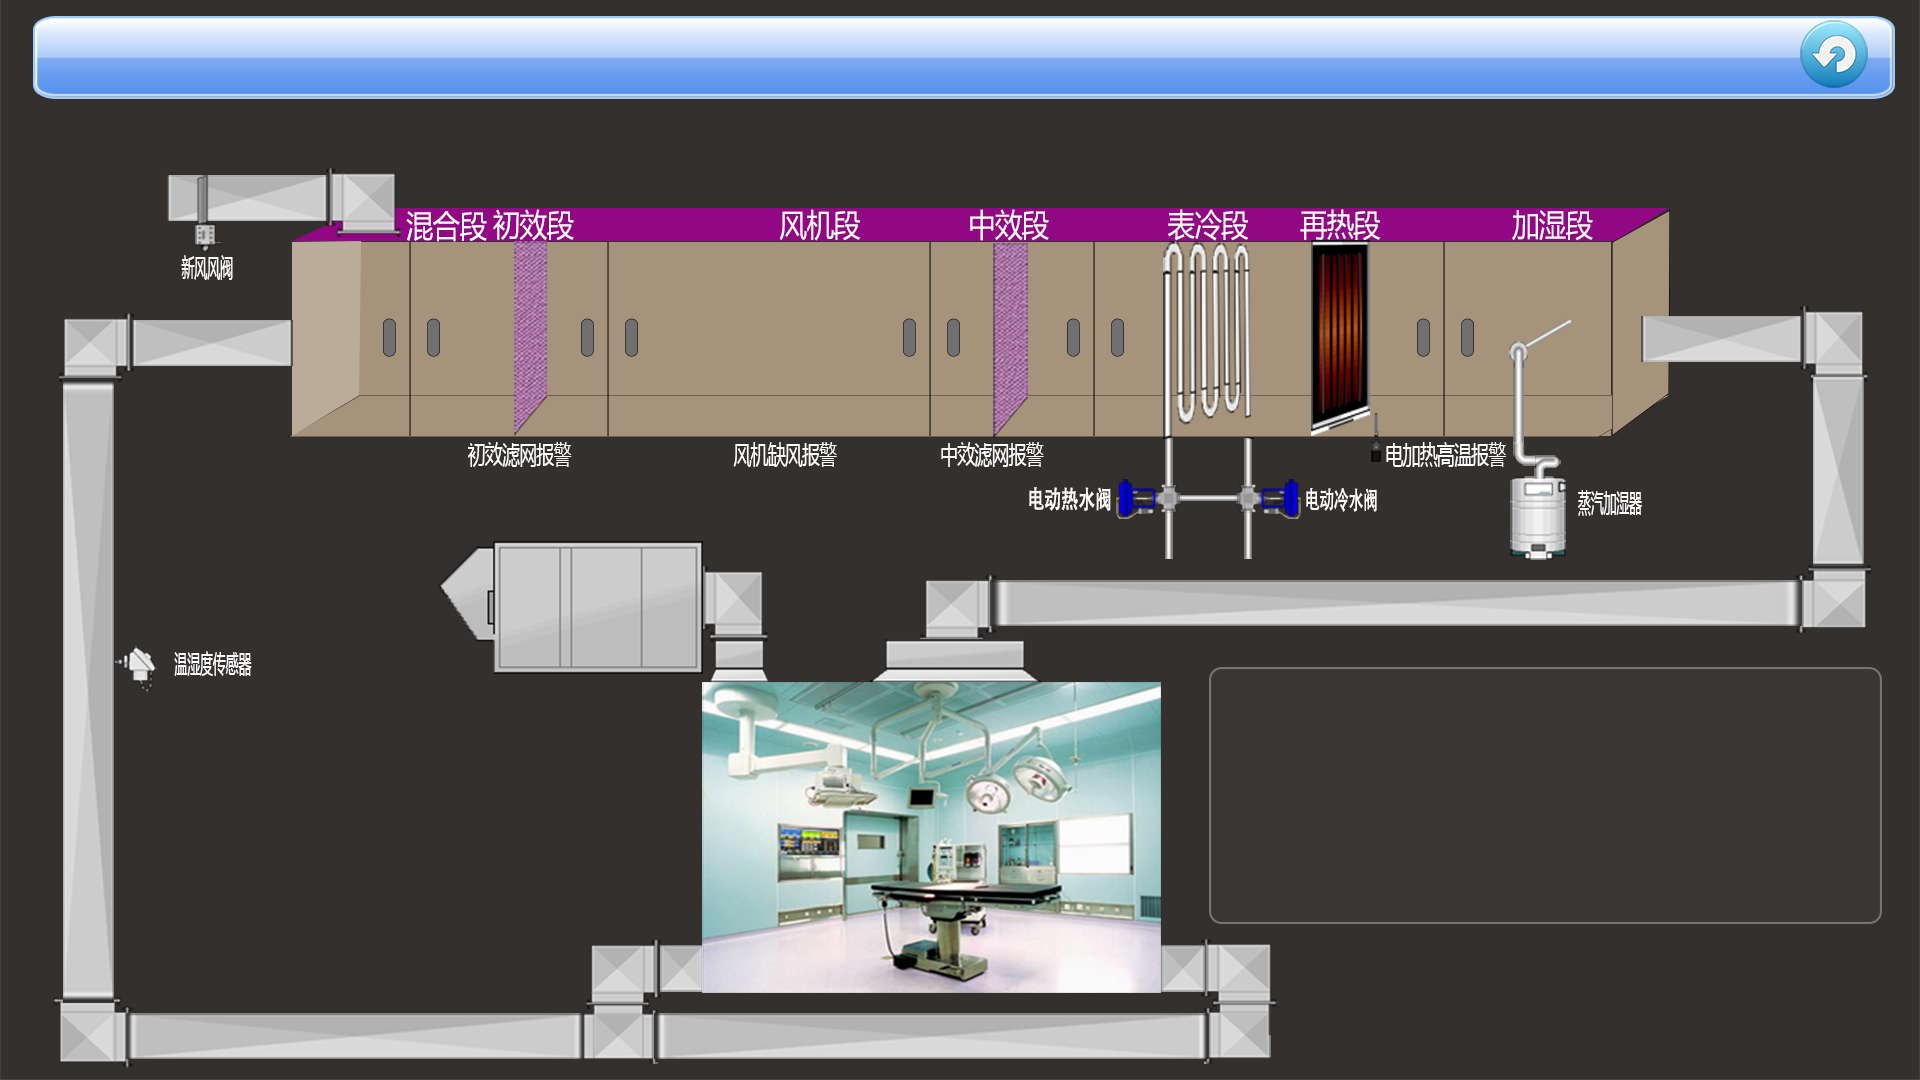 混合段
初效段
风机段
中效段
表冷段
再热段
加湿段
新风风阀
初效滤网报警
风机缺风报警
中效滤网报警
电加热高温报警
电动热水阀
电动冷水阀
蒸汽加湿器
温湿度传感器